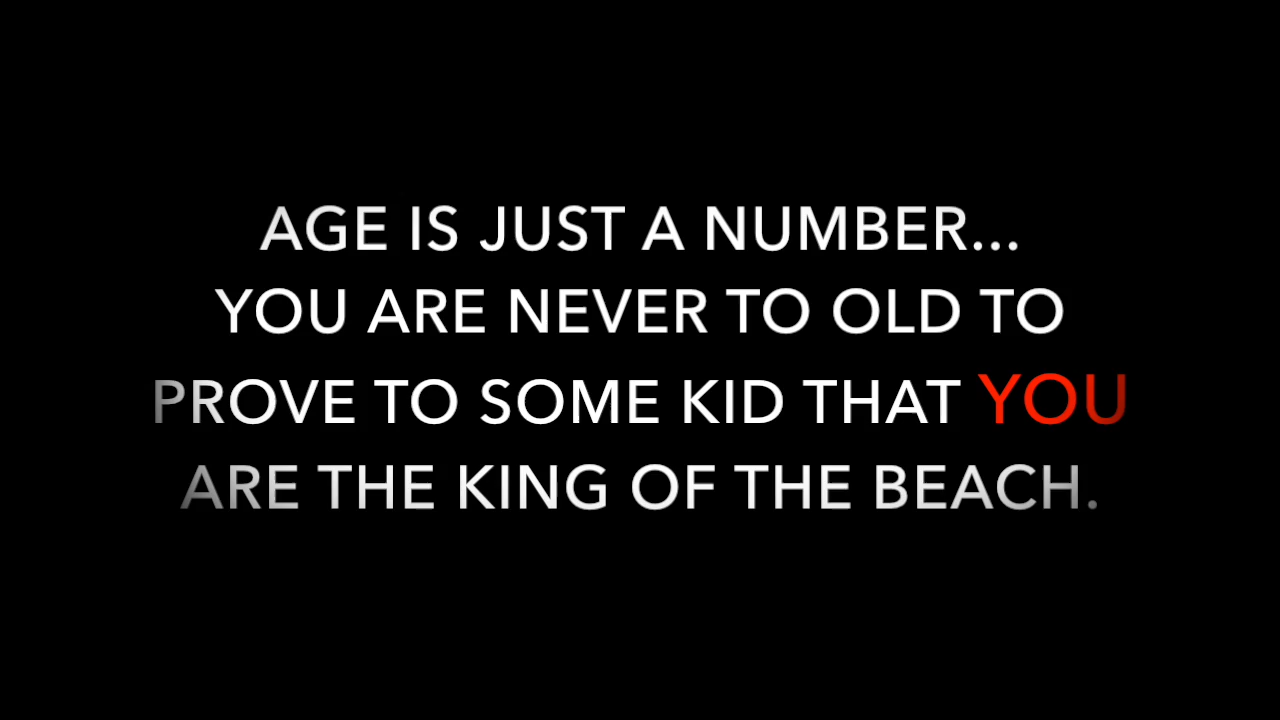 AGE IS JUST A NUMBER...
YOU ARE NEVER TO OLD TO
PROVE TO SOME KID THAT YOU
ARE THE KING OF THE BEACH.